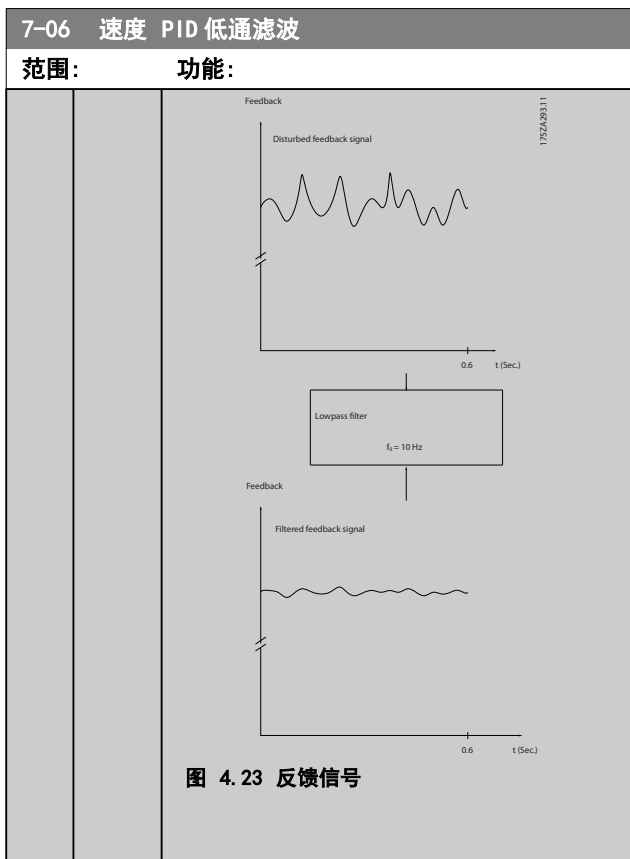 7-06 速度 PID 低通滤波
范围: 功能:
Feedback
175ZA293.11
Disturbed feedback signal
0.6 t (Sec.)
Lowpass filter
fg = 10 Hz
Feedback
Filtered feedback signal
0.6 t (Sec.)
图 4.23 反馈信号